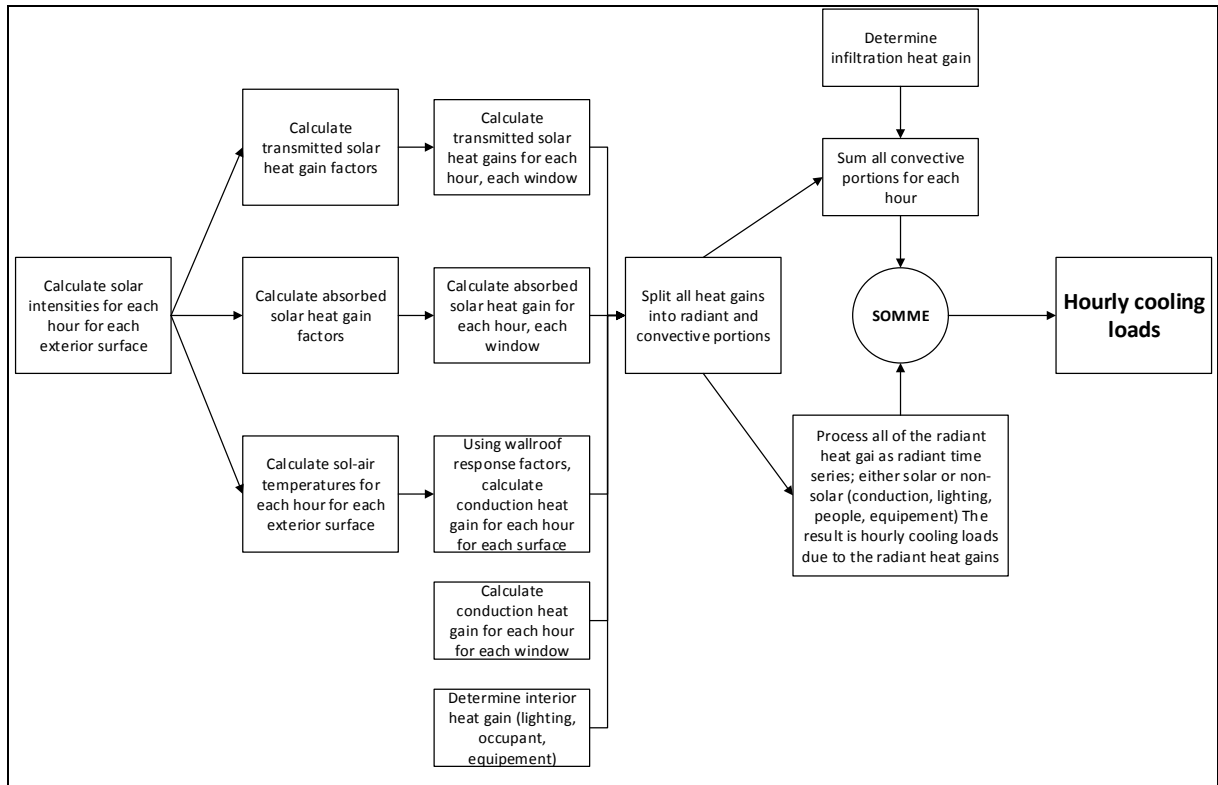 Determine
infiltration heat gain
Calculate
transmitted solar
heat gain factors
Calculate
transmitted solar
heat gains for each
hour, each window
Sum all convective
portions for each
hour
Calculate solar
intensities for each
hour for each
exterior surface
Calculate absorbed
solar heat gain
factors
Calculate absorbed
solar heat gain for
each hour, each
window
Split all heat gains
into radiant and
convective portions
SOMME
Hourly cooling
loads
Calculate sol-air
temperatures for
each hour for each
exterior surface
Using wallroof
response factors,
calculate
conduction heat
gain for each hour
for each surface
Process all of the radiant
heat gai as radiant time
series; either solar or non-
solar (conduction, lighting,
people, equipement) The
result is hourly cooling loads
due to the radiant heat gains
Calculate
conduction heat
gain for each hour
for each window
Determine interior
heat gain (lighting,
occupant,
equipement)